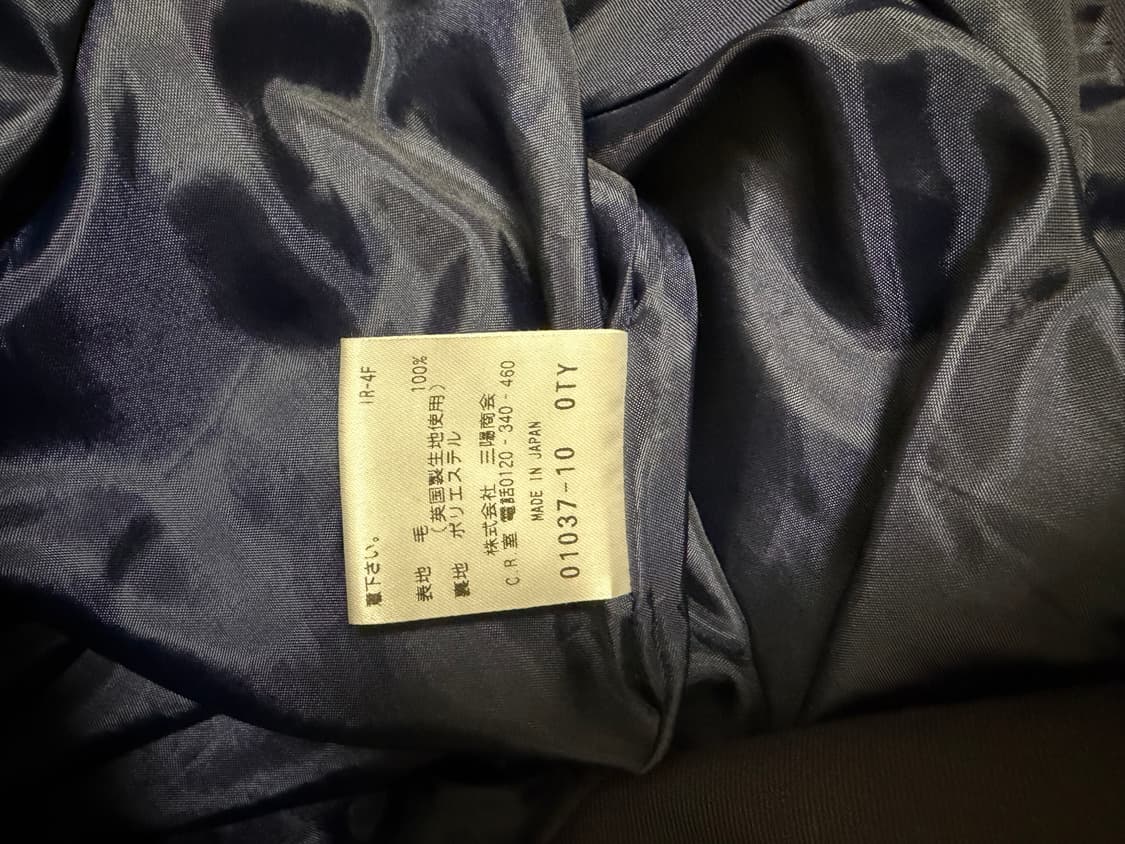 IR-4F
意下さい。
表地 毛 100%
(英国製生地使用)
裏地 ポリエステル
株式会社 三陽商会
C.R.室 電話0120-340-460
MADE IN JAPAN
01037-10 0TY